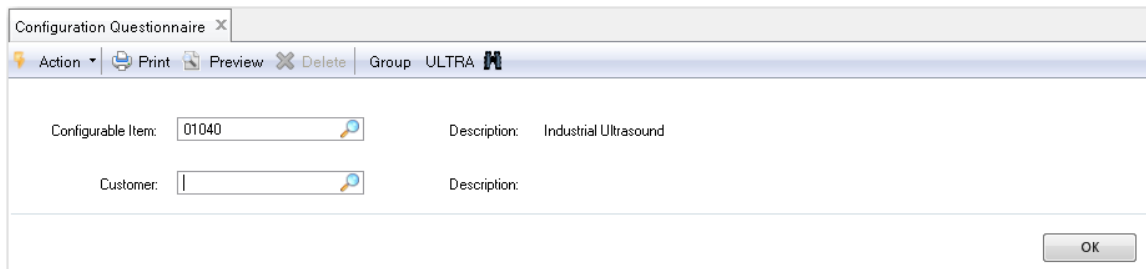 Configuration Questionnaire X
Action Print Preview Delete Group ULTRA
Configurable Item: 01040 Description: Industrial Ultrasound
Customer: Description:
OK